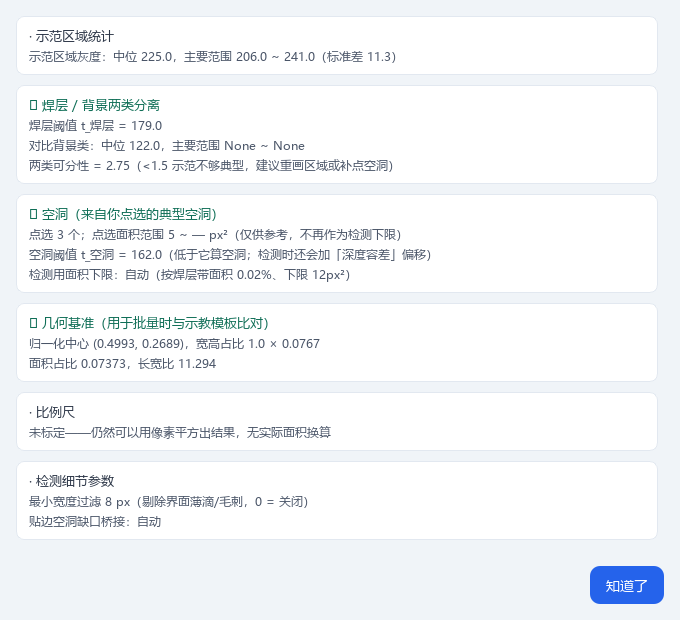 · 示范区域统计
示范区域灰度：中位 225.0，主要范围 206.0 ~ 241.0（标准差 11.3）
焊层 / 背景两类分离
焊层阈值 t_焊层 = 179.0
对比背景类：中位 122.0，主要范围 None ~ None
两类可分性 = 2.75（<1.5 示范不够典型，建议重画区域或补点空洞）
空洞（来自你点选的典型空洞）
点选 3 个；点选面积范围 5 ~ — px²（仅供参考，不再作为检测下限）
空洞阈值 t_空洞 = 162.0（低于它算空洞；检测时还会加「深度容差」偏移）
检测用面积下限：自动（按焊层带面积 0.02%、下限 12px²）
几何基准（用于批量时与示教模板比对）
归一化中心 (0.4993, 0.2689)，宽高占比 1.0 × 0.0767
面积占比 0.07373，长宽比 11.294
· 比例尺
未标定——仍然可以用像素平方出结果，无实际面积换算
· 检测细节参数
最小宽度过滤 8 px（剔除界面薄滴/毛刺，0 = 关闭）
贴边空洞缺口桥接：自动
知道了